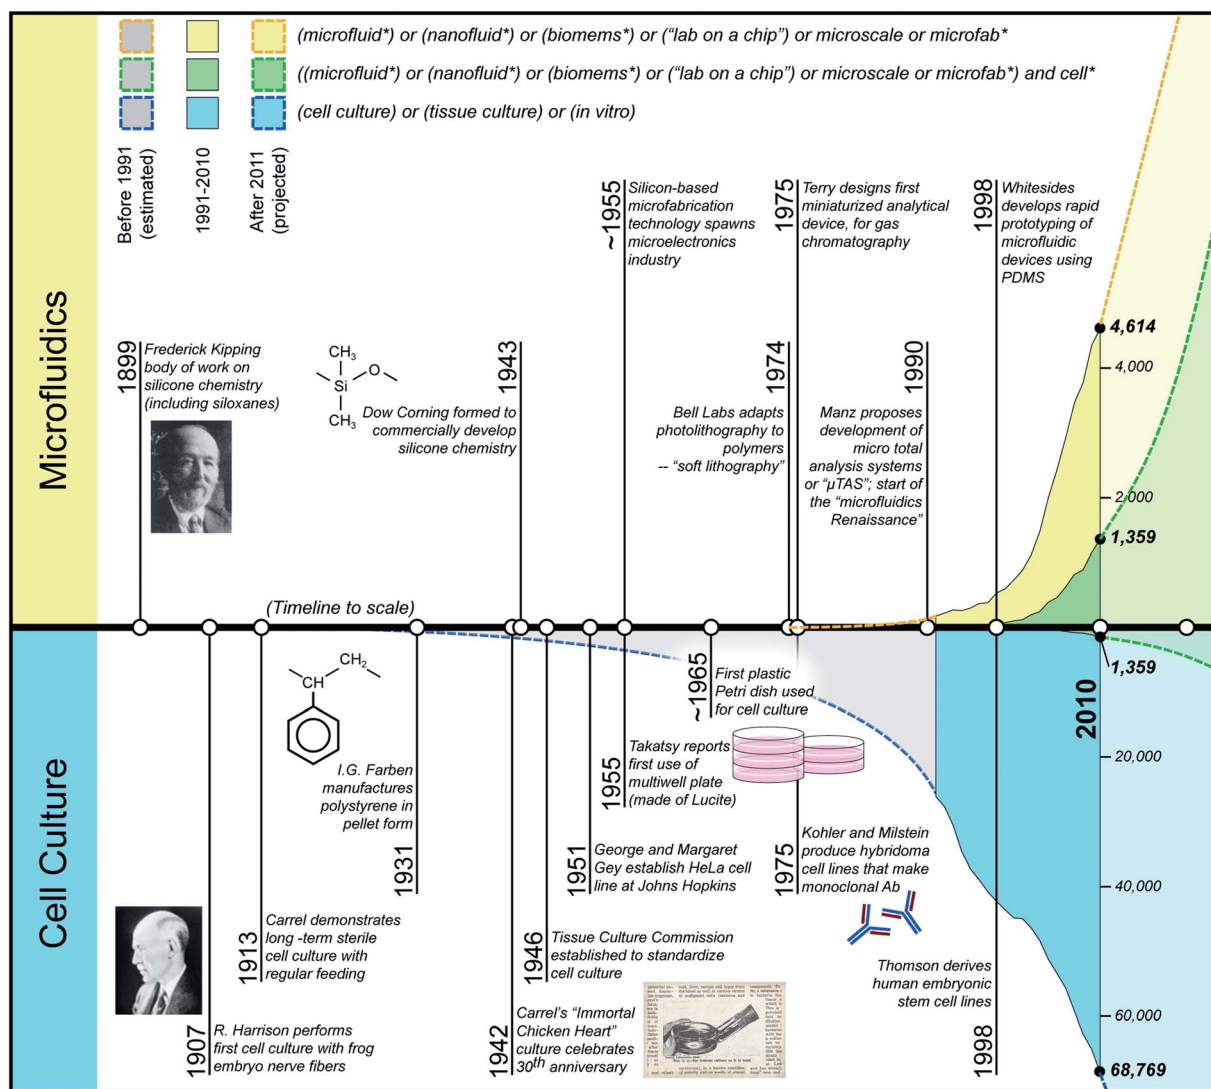 (microfluid*) or (nanofluid*) or (biomems*) or (“lab on a chip”) or microscale or microfab*
((microfluid*) or (nanofluid*) or (biomems*) or (“lab on a chip”) or microscale or microfab*) and cell*
(cell culture) or (tissue culture) or (in vitro)
Before 1991
(estimated)
1991-2010
After 2011
(projected)
Microfluidics
1899
Frederick Kipping
body of work on
silicone chemistry
(including siloxanes)
CH3
Si
O
CH3
1943
Dow Corning formed to
commercially develop
silicone chemistry
~1955
Silicon-based
microfabrication
technology spawns
microelectronics
industry
1974
Bell Labs adapts
photolithography to
polymers
-- “soft lithography”
1975
Terry designs first
miniaturized analytical
device, for gas
chromatography
1990
Manz proposes
development of
micro total
analysis systems
or “µTAS”; start of
the “microfluidics
Renaissance”
1998
Whitesides
develops rapid
prototyping of
microfluidic
devices using
PDMS
4,614
4,000
2,000
1,359
(Timeline to scale)
Cell Culture
1907
R. Harrison performs
first cell culture with frog
embryo nerve fibers
1913
Carrel demonstrates
long -term sterile
cell culture with
regular feeding
CH2
CH
1931
I.G. Farben
manufactures
polystyrene in
pellet form
1942
Carrel’s “Immortal
Chicken Heart”
culture celebrates
30th anniversary
1946
Tissue Culture Commission
established to standardize
cell culture
1951
George and Margaret
Gey establish HeLa cell
line at Johns Hopkins
1955
Takatsy reports
first use of
multiwell plate
(made of Lucite)
~1965
First plastic
Petri dish used
for cell culture
1975
Kohler and Milstein
produce hybridoma
cell lines that make
monoclonal Ab
1998
Thomson derives
human embryonic
stem cell lines
2010
1,359
20,000
40,000
60,000
68,769